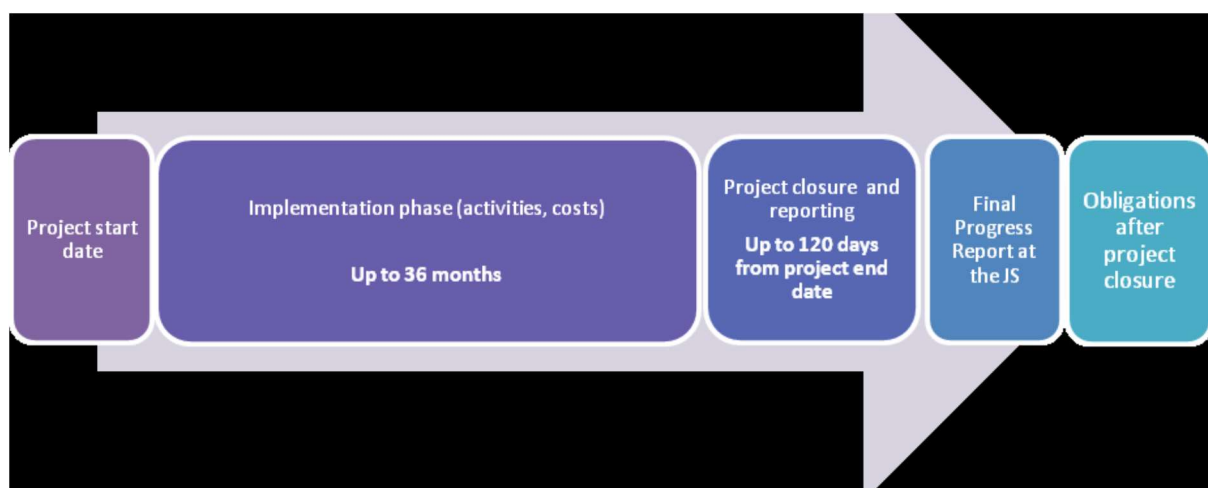 Project start
date
Implementation phase (activities, costs)
Up to 36 months
Project closure and
reporting
Up to 120 days
from project end
date
Final
Progress
Report at
the JS
Obligations
after
project
closure